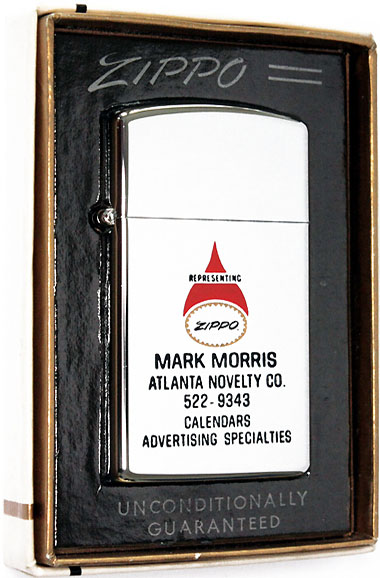 ZIPPO
REPRESENTING
ZIPPO
MARK MORRIS
ATLANTA NOVELTY CO.
522-9343
CALENDARS
ADVERTISING SPECIALTIES
UNCONDITIONALLY
GUARANTEED